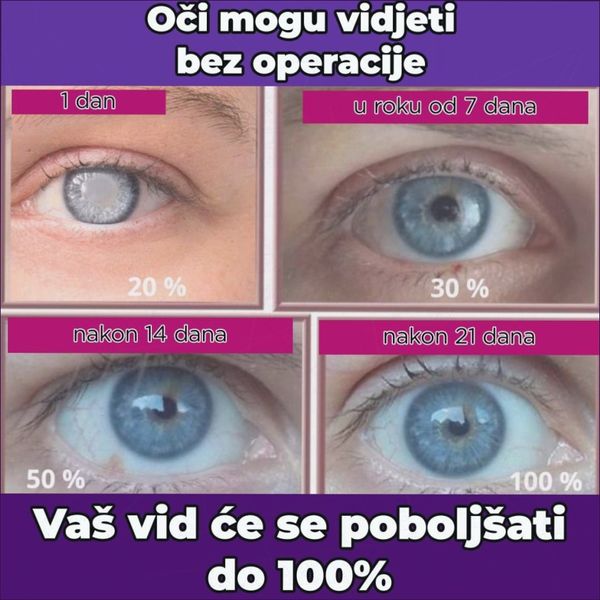 Oči mogu vidjeti
bez operacije
1 dan
u roku od 7 dana
20 %
30 %
nakon 14 dana
nakon 21 dana
50 %
100 %
Vaš vid će se poboljšati
do 100%